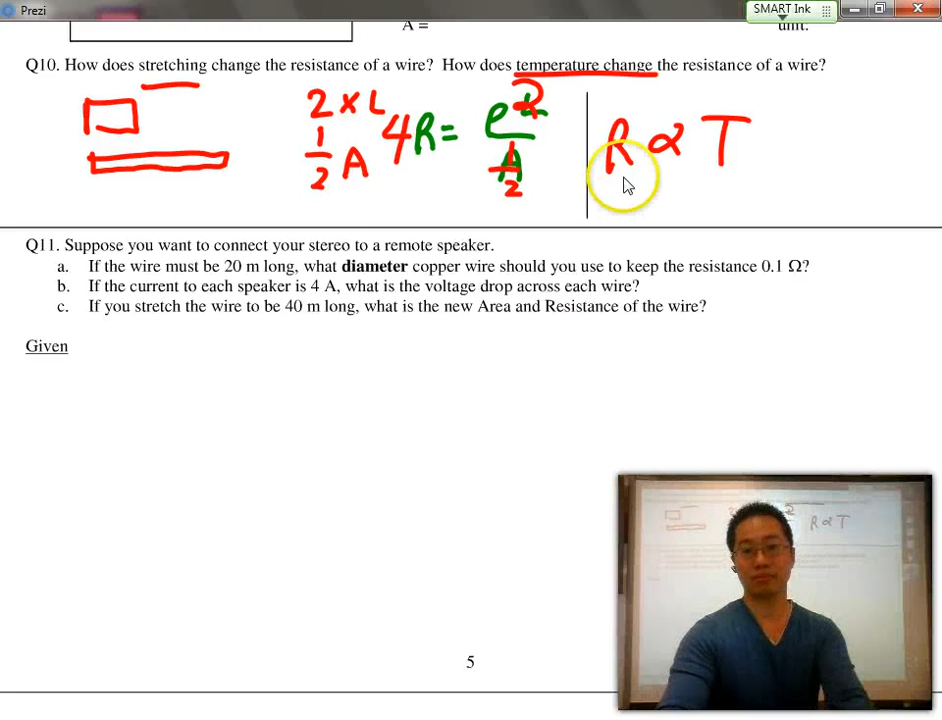 Prezi
SMART Ink
A =
unit:
Q10. How does stretching change the resistance of a wire? How does temperature change the resistance of a wire?
2 × L
1/2 A
4R = ρ2L / 1/2 A
R ∝ T
Q11. Suppose you want to connect your stereo to a remote speaker.
a. If the wire must be 20 m long, what diameter copper wire should you use to keep the resistance 0.1 Ω?
b. If the current to each speaker is 4 A, what is the voltage drop across each wire?
c. If you stretch the wire to be 40 m long, what is the new Area and Resistance of the wire?
Given
R ∝ T
5